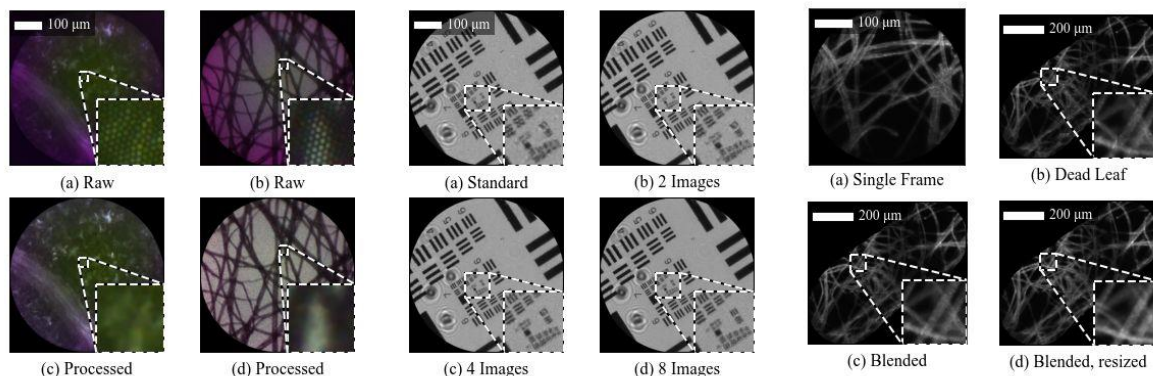 100 μm
100 μm
100 μm
200 μm
(a) Raw
(b) Raw
(a) Standard
(b) 2 Images
(a) Single Frame
(b) Dead Leaf
200 μm
200 μm
(c) Processed
(d) Processed
(c) 4 Images
(d) 8 Images
(c) Blended
(d) Blended, resized